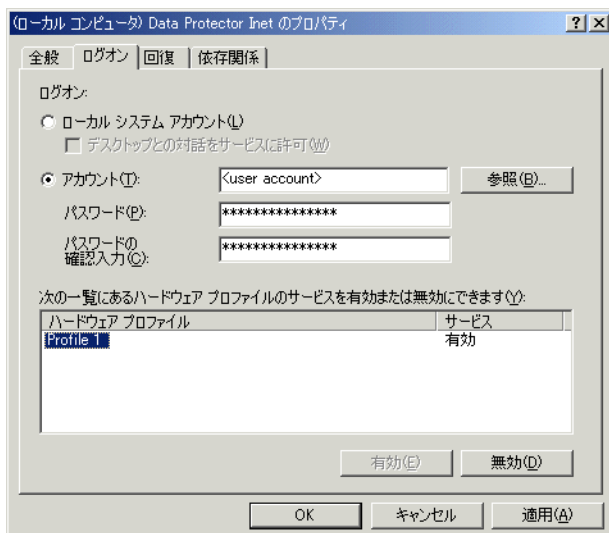 (ローカル コンピュータ) Data Protector Inet のプロパティ
全般 ログオン 回復 依存関係
ログオン:
ローカル システム アカウント(L)
デスクトップとの対話をサービスに許可(W)
アカウント(T): <user account> 参照(B)...
パスワード(P): ***************
パスワードの
確認入力(C): ***************
次の一覧にあるハードウェア プロファイルのサービスを有効または無効にできます(Y):
ハードウェア プロファイル サービス
Profile 1 有効
有効(E) 無効(D)
OK キャンセル 適用(A)